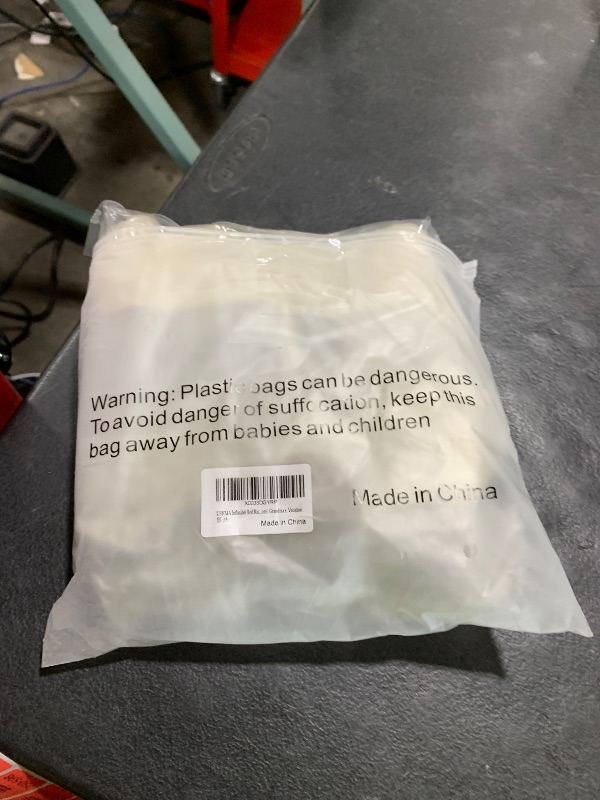 Warning: Plastic bags can be dangerous.
To avoid danger of suffocation, keep this
bag away from babies and children
Made in China
Made in China